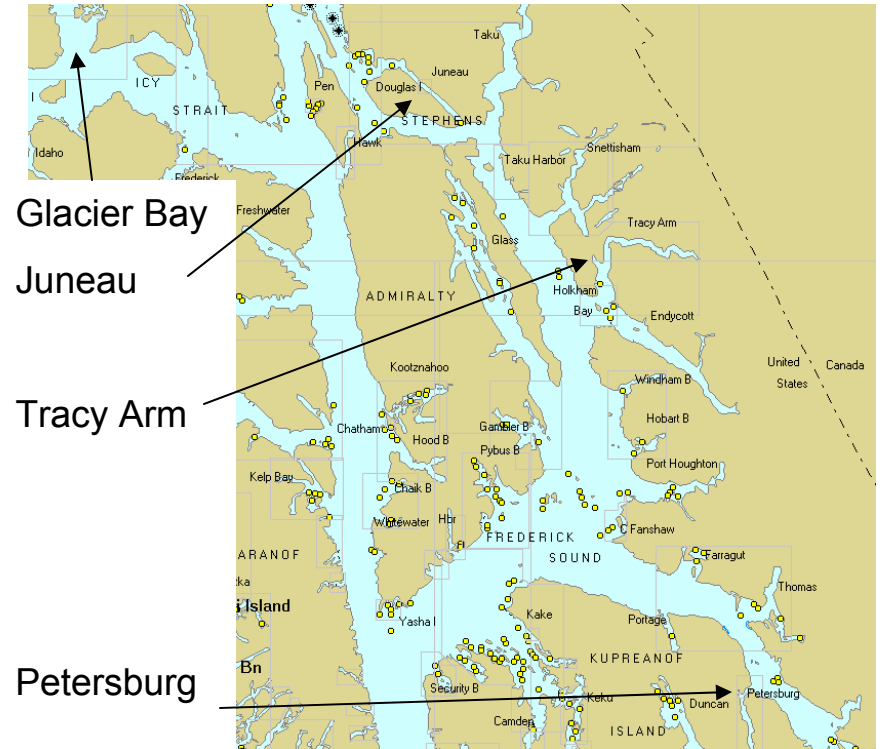 Taku
Juneau
ICY
Pen
Douglas I
STRAIT
STEPHENS
Hawk
Snettisham
Idaho
Taku Harbor
Frederick
Glacier Bay
Freshwater
Tracy Arm
Glass
Juneau
ADMIRALTY
Holkham
Bay
Endycott
United
States
Canada
Kootznahoo
Windham B
Tracy Arm
Hobart B
Chatham
Hood B
Gambier B
Pybus B
Port Houghton
Kelp Bay
Chaik B
Whitewater
Hbr
C Fanshaw
FREDERICK
SOUND
ARANOF
Farragut
Thomas
Island
Yasha I
Kake
Portage
KUPREANOF
Bn
Petersburg
Security B
Keku
Duncan
Petersburg
Camden
ISLAND